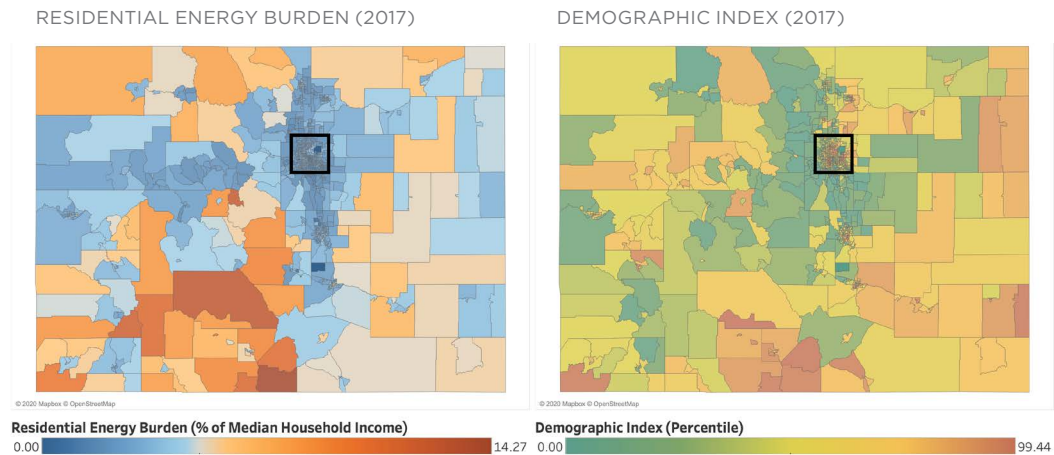 RESIDENTIAL ENERGY BURDEN (2017)
DEMOGRAPHIC INDEX (2017)
© 2020 Mapbox © OpenStreetMap
© 2020 Mapbox © OpenStreetMap
Residential Energy Burden (% of Median Household Income)
0.00 14.27
Demographic Index (Percentile)
0.00 99.44